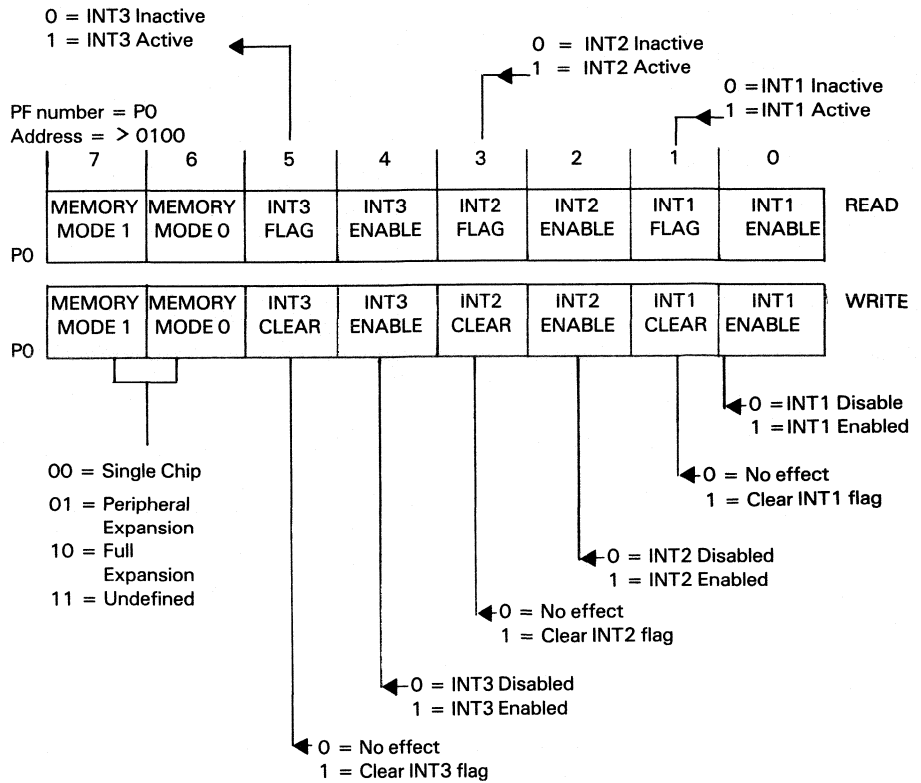 0 = INT3 Inactive
1 = INT3 Active
0 = INT2 Inactive
1 = INT2 Active
0 =INT1 Inactive
1 =INT1 Active
PF number = P0
Address = > 0100
7 6 5 4 3 2 1 0
MEMORY MODE 1
MEMORY MODE 0
INT3 FLAG
INT3 ENABLE
INT2 FLAG
INT2 ENABLE
INT1 FLAG
INT1 ENABLE
READ
P0
MEMORY MODE 1
MEMORY MODE 0
INT3 CLEAR
INT3 ENABLE
INT2 CLEAR
INT2 ENABLE
INT1 CLEAR
INT1 ENABLE
WRITE
P0
0 =INT1 Disable
1 =INT1 Enabled
00 = Single Chip
01 = Peripheral
Expansion
10 = Full
Expansion
11 = Undefined
0 = No effect
1 = Clear INT1 flag
0 = INT2 Disabled
1 = INT2 Enabled
0 = No effect
1 = Clear INT2 flag
0 = INT3 Disabled
1 = INT3 Enabled
0 = No effect
1 = Clear INT3 flag